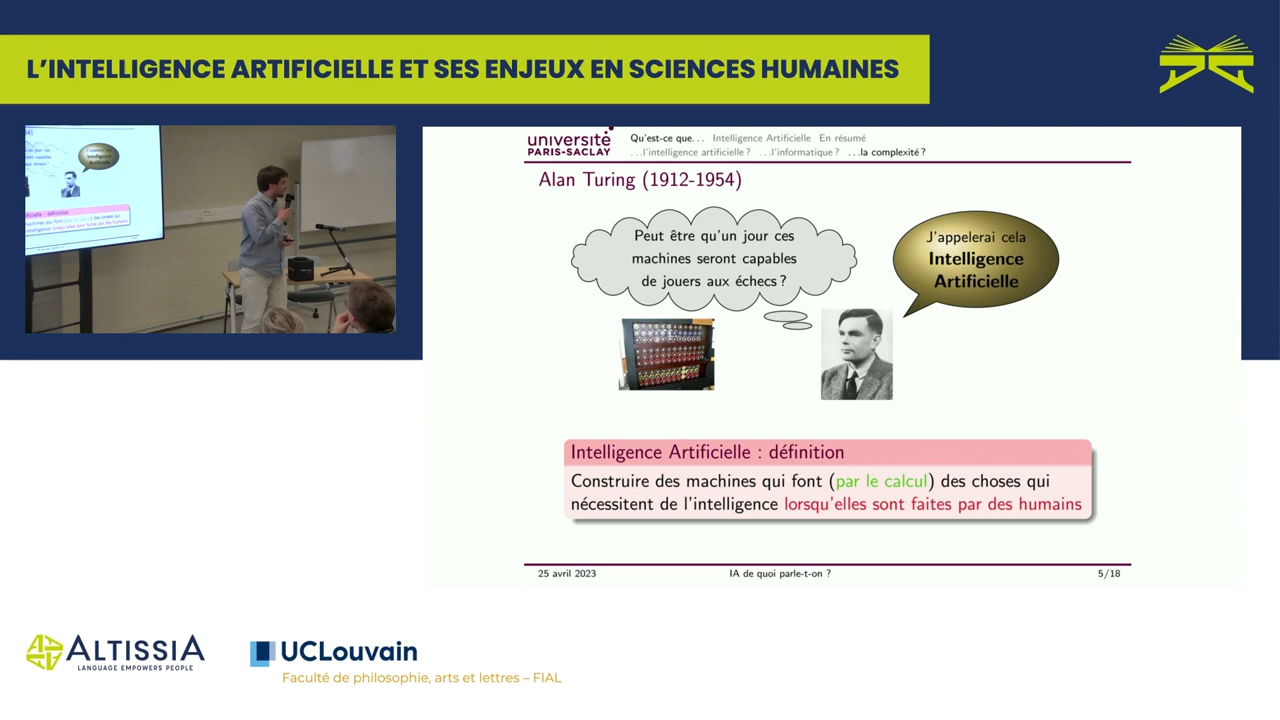 L'INTELLIGENCE ARTIFICIELLE ET SES ENJEUX EN SCIENCES HUMAINES
université
PARIS-SACLAY
Qu'est-ce que... Intelligence Artificielle En résumé
...l'intelligence artificielle ? ...l'informatique ? ...la complexité ?
Alan Turing (1912-1954)
Peut être qu'un jour ces
machines seront capables
de jouers aux échecs ?
J'appelerai cela
Intelligence
Artificielle
Intelligence Artificielle : définition
Construire des machines qui font (par le calcul) des choses qui
nécessitent de l'intelligence lorsqu'elles sont faites par des humains
25 avril 2023 IA de quoi parle-t-on ? 5/18
ALTISSIA
LANGUAGE EMPOWERS PEOPLE
UCLouvain
Faculté de philosophie, arts et lettres – FIAL